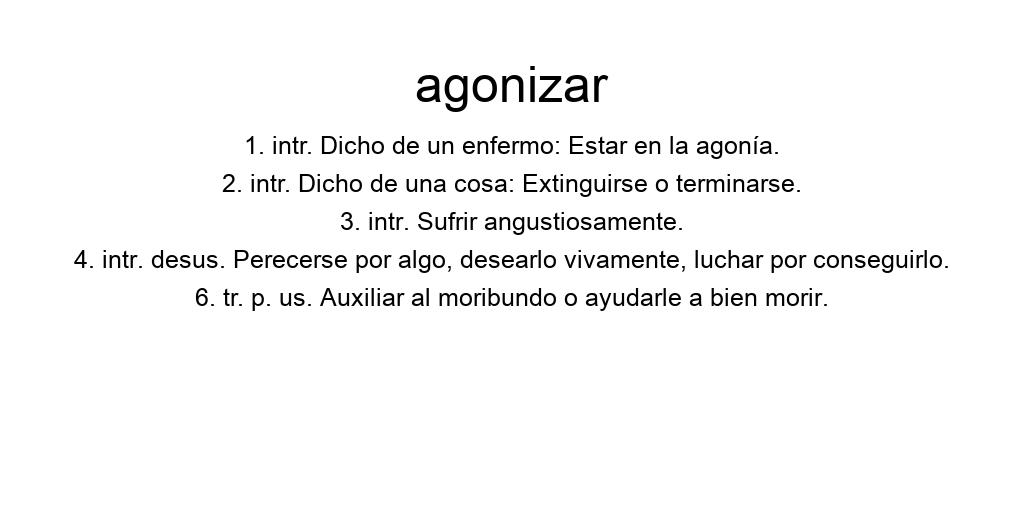 agonizar
1. intr. Dicho de un enfermo: Estar en la agonía.
2. intr. Dicho de una cosa: Extinguirse o terminarse.
3. intr. Sufrir angustiosamente.
4. intr. desus. Perecerse por algo, desearlo vivamente, luchar por conseguirlo.
6. tr. p. us. Auxiliar al moribundo o ayudarle a bien morir.